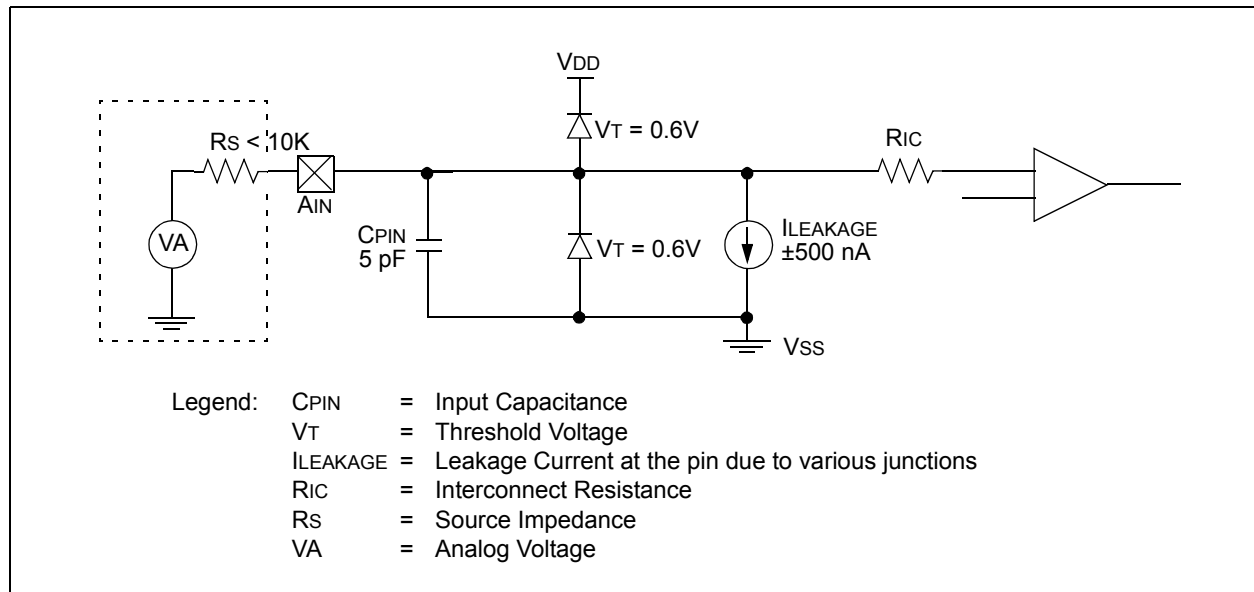 VDD
VT = 0.6V
RS < 10K
RIC
AIN
CPIN
5 pF
VT = 0.6V
ILEAKAGE
±500 nA
VA
VSS
Legend: CPIN = Input Capacitance
VT = Threshold Voltage
ILEAKAGE = Leakage Current at the pin due to various junctions
RIC = Interconnect Resistance
RS = Source Impedance
VA = Analog Voltage